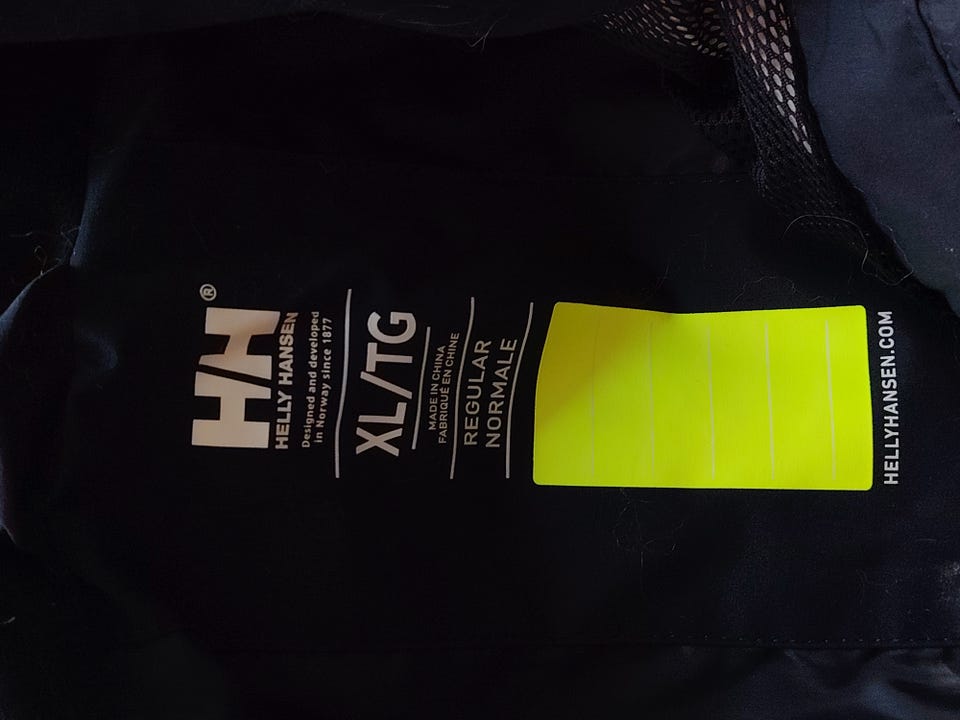 H/H®
HELLY HANSEN
Designed and developed
in Norway since 1877
XL/TG
MADE IN CHINA
FABRIQUÉ EN CHINE
REGULAR
NORMALE
HELLYHANSEN.COM